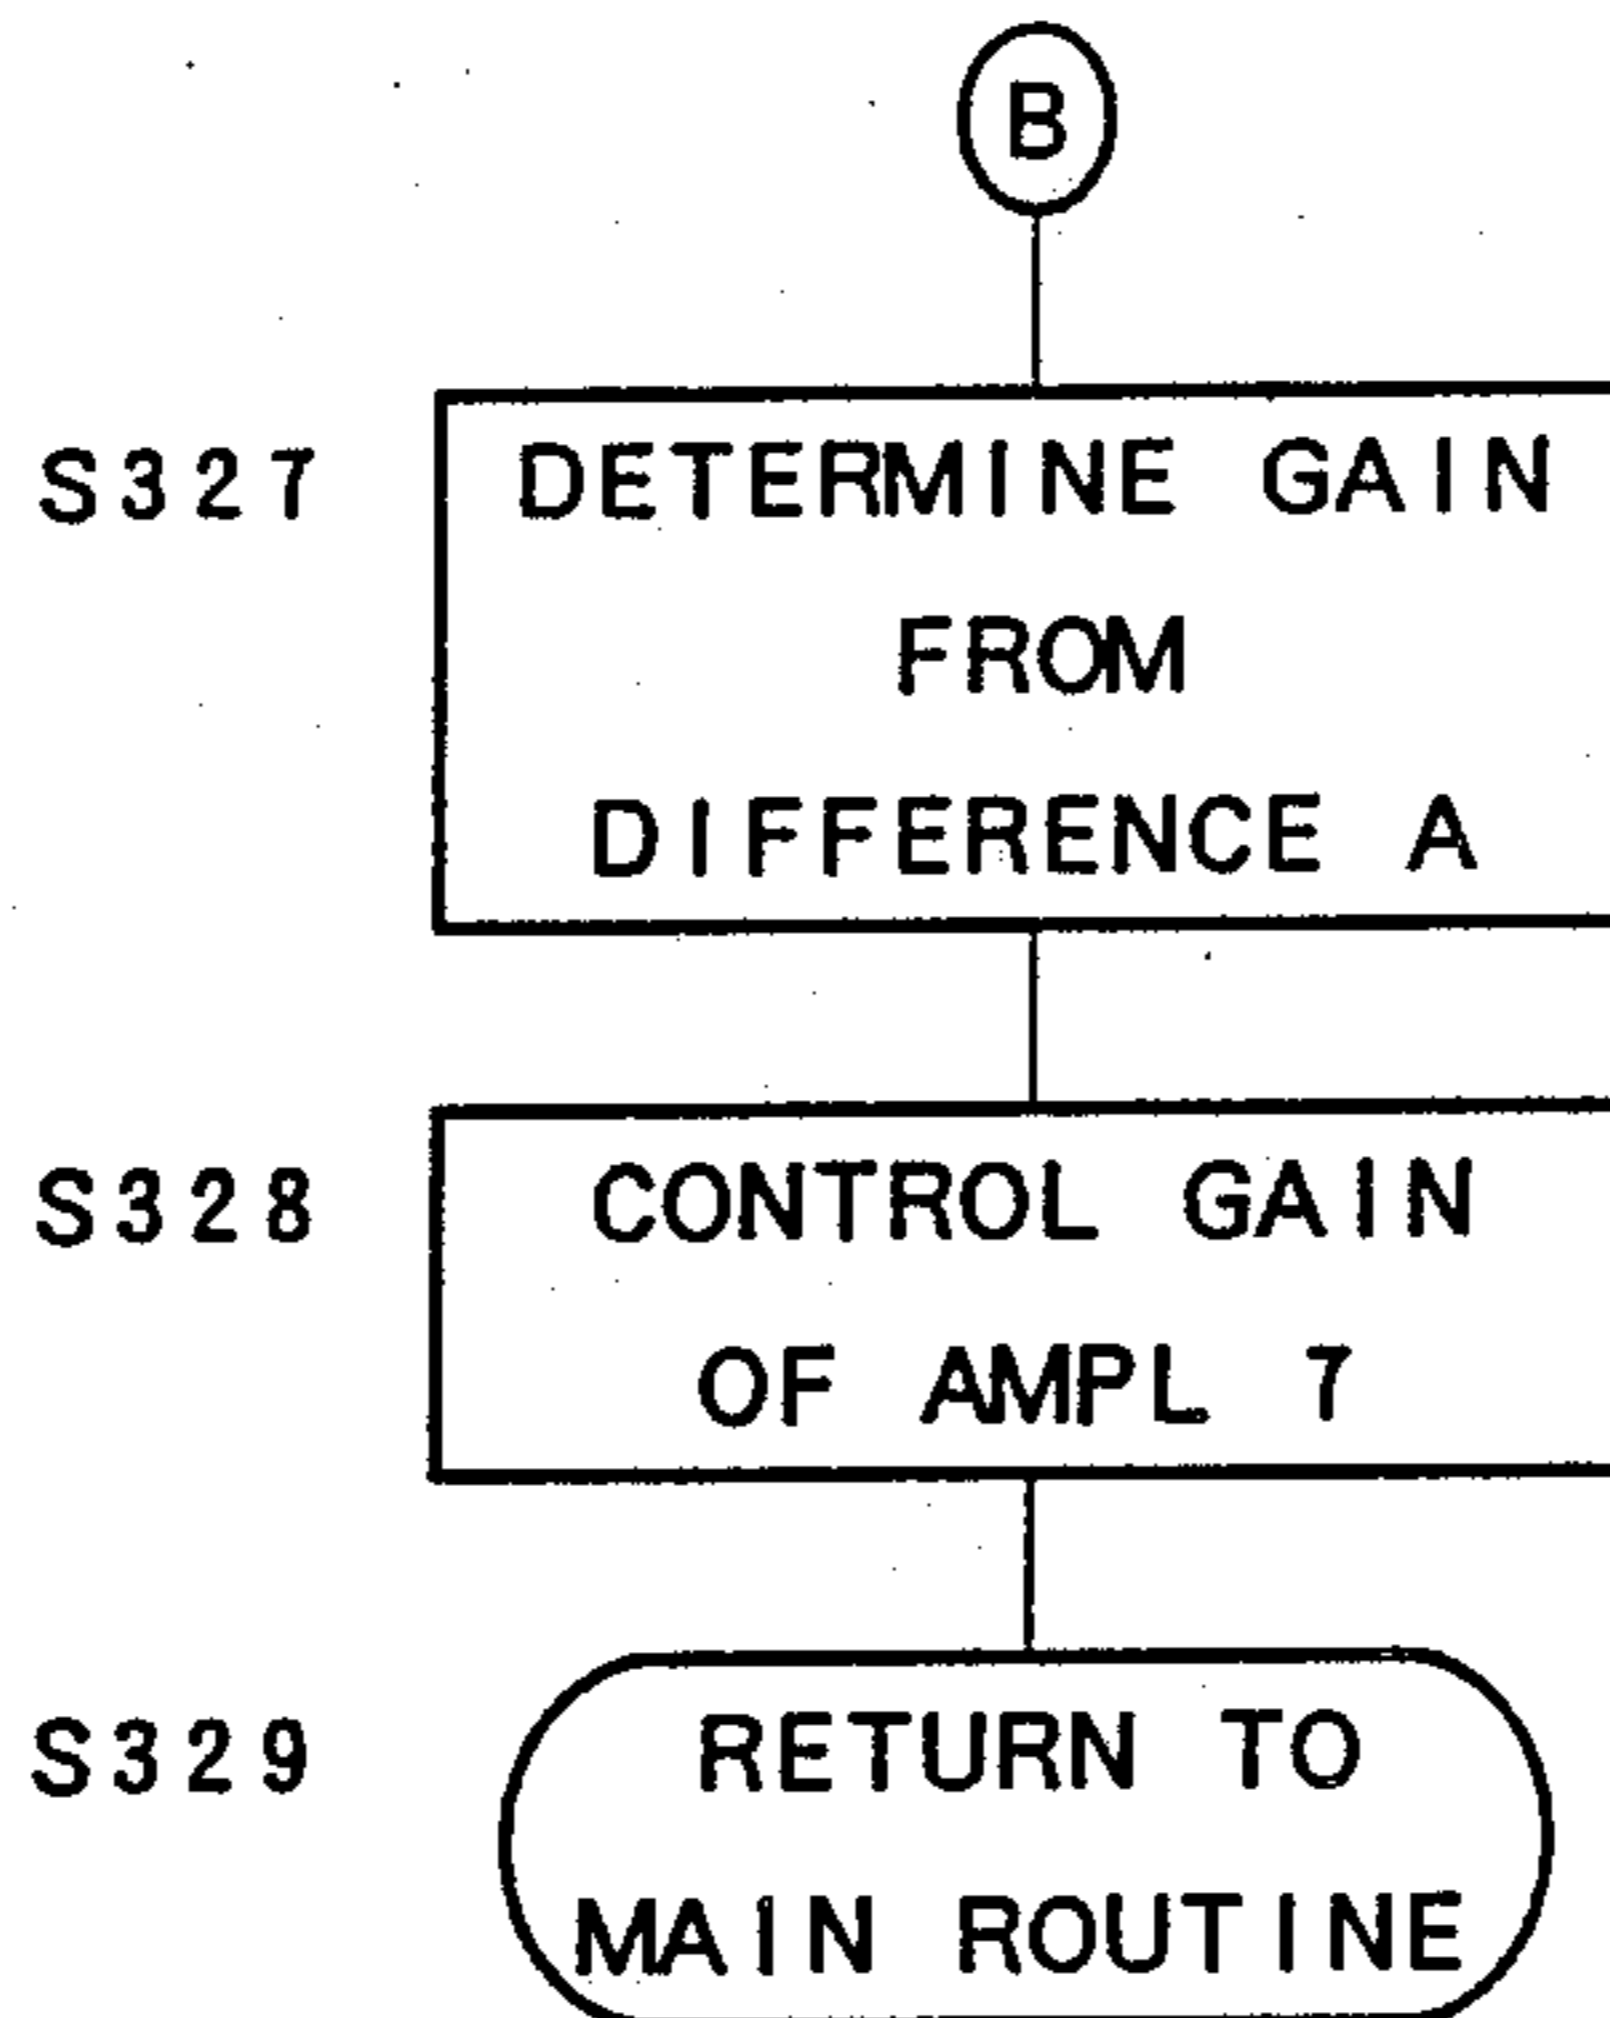 B
S327
DETERMINE GAIN
FROM
DIFFERENCE A
S328
CONTROL GAIN
OF AMPL 7
S329
RETURN TO
MAIN ROUTINE